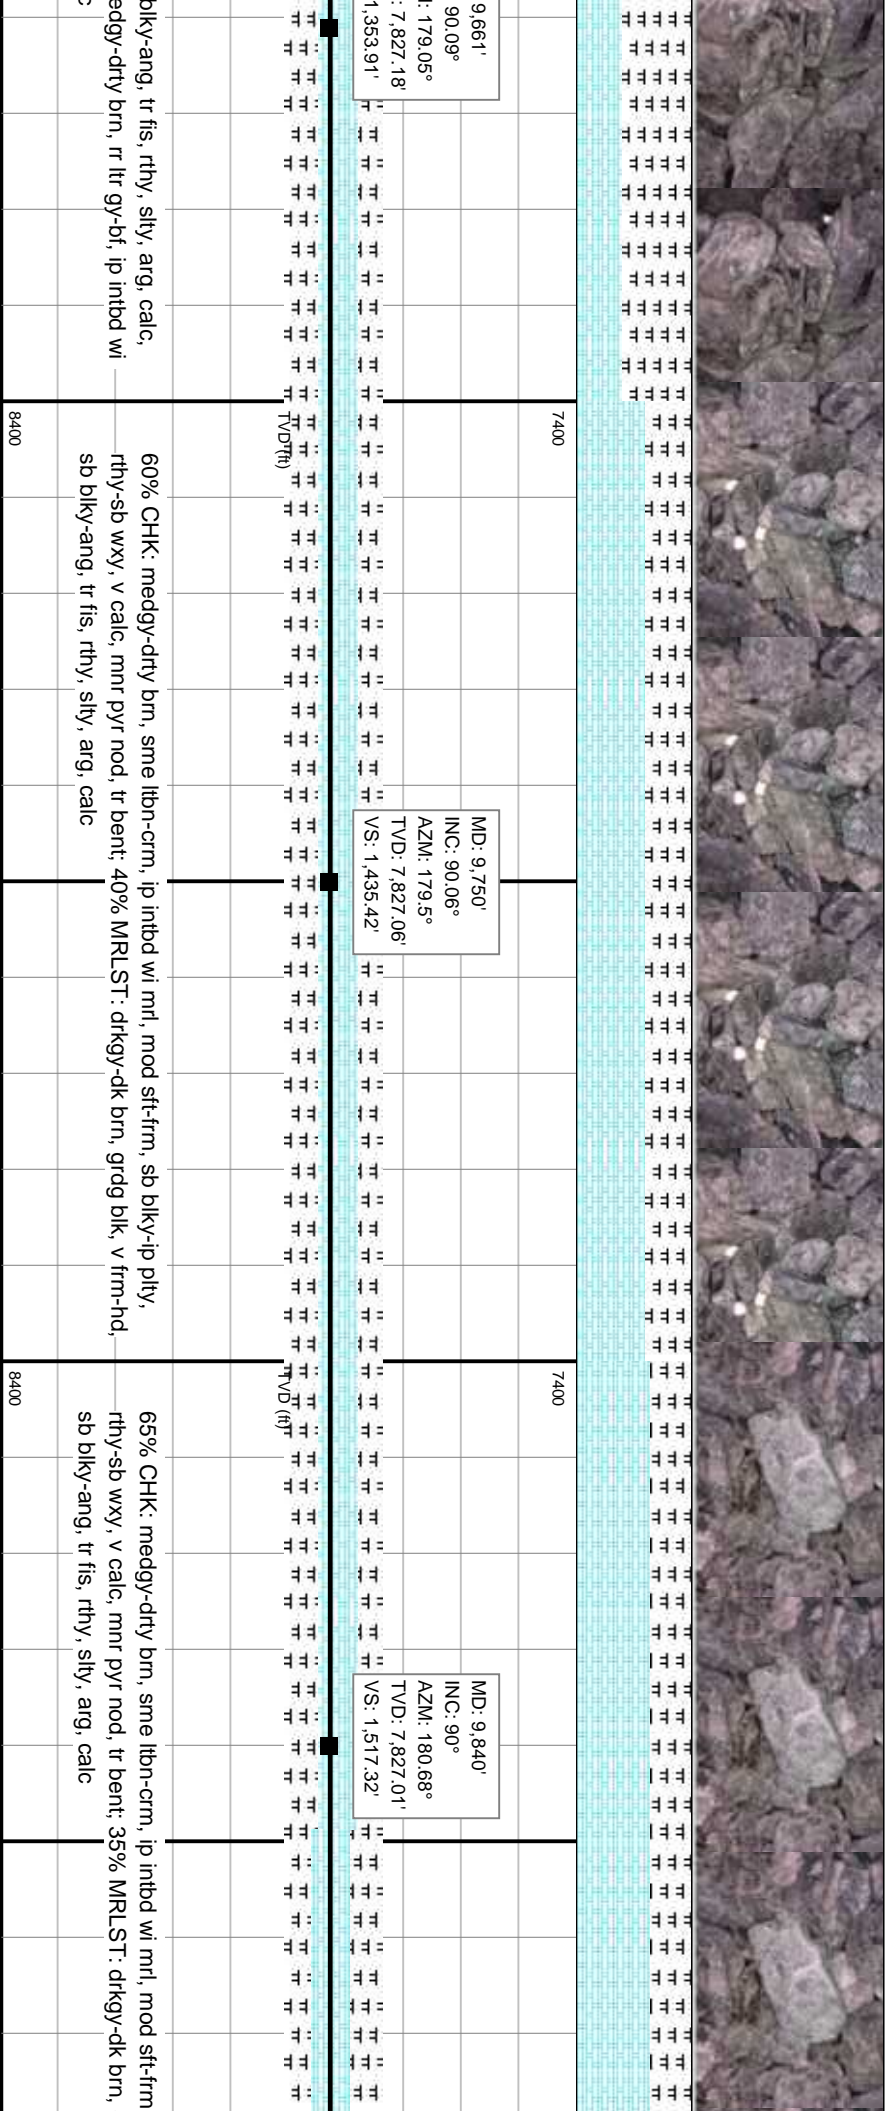 9,661'
90.09°
: 179.05°
: 7,827.18'
1,353.91'
blky-ang, tr fis, rthy, slty, arg, calc,
edgy-drty brn, rr ltr gy-bf, ip intbd wi
c
7400
TVD (ft)
8400
60% CHK: medgy-drty brn, sme ltbn-crm, ip intbd wi mrl, mod sft-frm, sb blky-ip plty,
rthy-sb wxy, v calc, mnr pyr nod, tr bent; 40% MRLST: drkgy-dk brn, grdg blk, v frm-hd,
sb blky-ang, tr fis, rthy, slty, arg, calc
MD: 9,750'
INC: 90.06°
AZM: 179.5°
TVD: 7,827.06'
VS: 1,435.42'
7400
TVD (ft)
8400
65% CHK: medgy-drty brn, sme ltbn-crm, ip intbd wi mrl, mod sft-frm
rthy-sb wxy, v calc, mnr pyr nod, tr bent; 35% MRLST: drkgy-dk brn,
sb blky-ang, tr fis, rthy, slty, arg, calc
MD: 9,840'
INC: 90°
AZM: 180.68°
TVD: 7,827.01'
VS: 1,517.32'